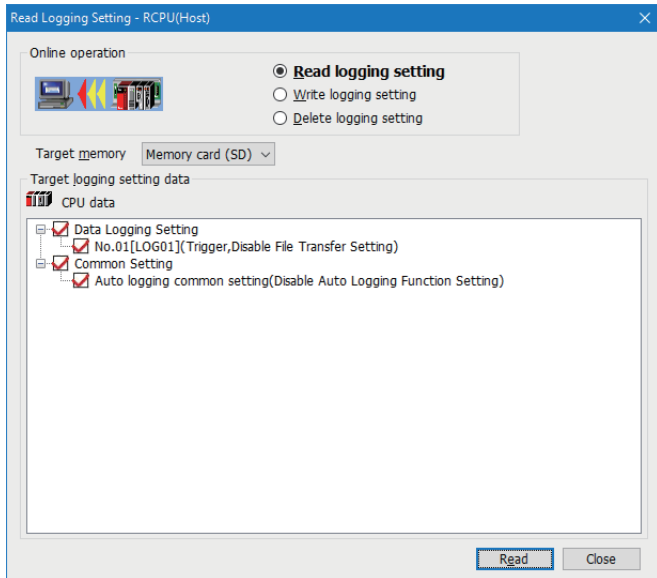 Read Logging Setting - RCPU(Host)
Online operation
Read logging setting
Write logging setting
Delete logging setting
Target memory Memory card (SD)
Target logging setting data
CPU data
Data Logging Setting
No.01[LOG01](Trigger,Disable File Transfer Setting)
Common Setting
Auto logging common setting(Disable Auto Logging Function Setting)
Read Close